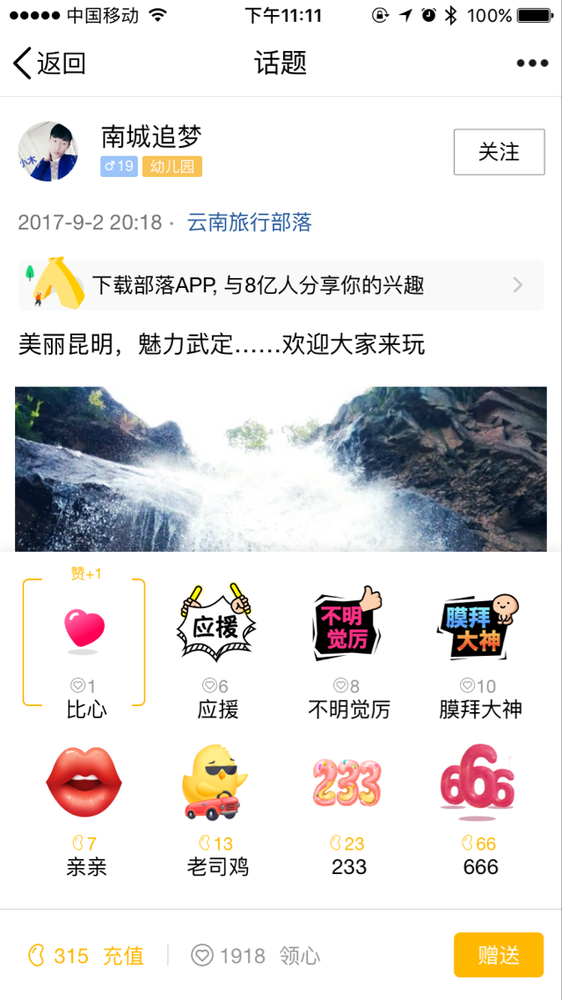 中国移动 下午11:11 100%
返回 话题
南城追梦
♂19 幼儿园 关注
2017-9-2 20:18 · 云南旅行部落
下载部落APP, 与8亿人分享你的兴趣
美丽昆明，魅力武定……欢迎大家来玩
赞+1
应援 不明觉厉 膜拜大神
1 6 8 10
比心 应援 不明觉厉 膜拜大神
233 666
7 13 23 66
亲亲 老司鸡 233 666
315 充值 1918 领心 赠送